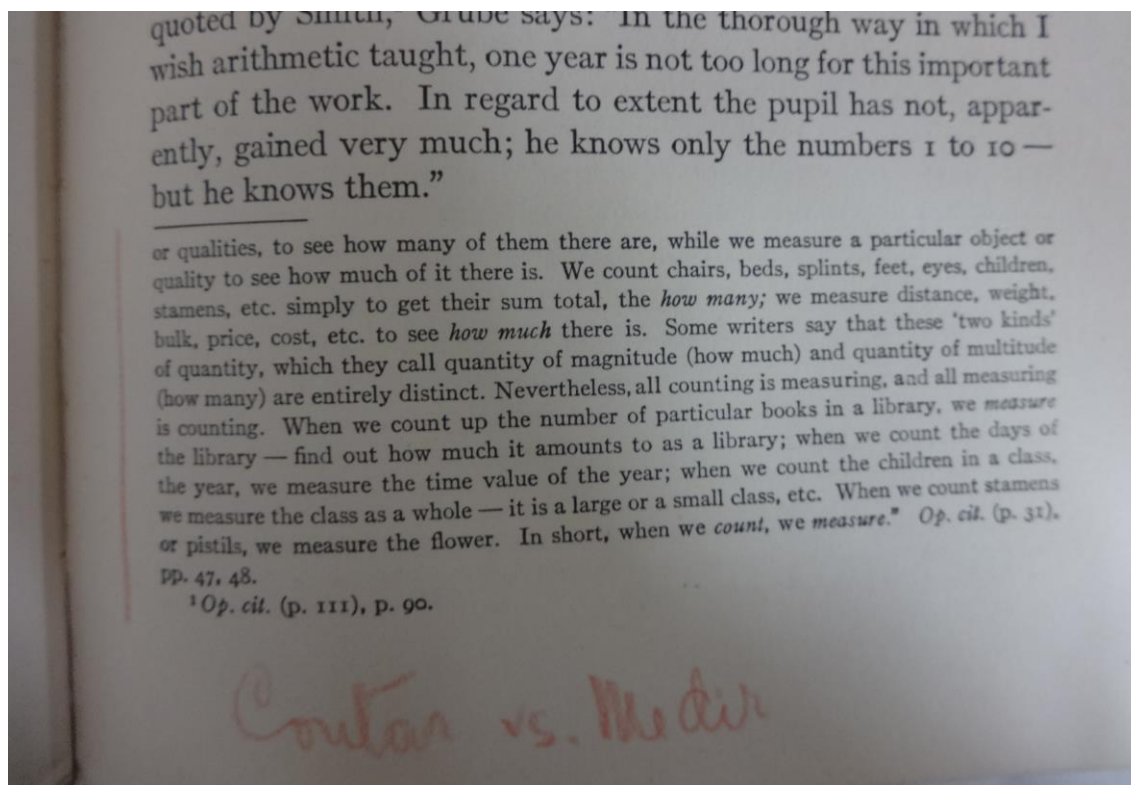 quoted by Smith,¹ Grube says: "In the thorough way in which I
wish arithmetic taught, one year is not too long for this important
part of the work. In regard to extent the pupil has not, appar-
ently, gained very much; he knows only the numbers 1 to 10 —
but he knows them."
or qualities, to see how many of them there are, while we measure a particular object or
quality to see how much of it there is. We count chairs, beds, splints, feet, eyes, children,
stamens, etc. simply to get their sum total, the how many; we measure distance, weight,
bulk, price, cost, etc. to see how much there is. Some writers say that these 'two kinds'
of quantity, which they call quantity of magnitude (how much) and quantity of multitude
(how many) are entirely distinct. Nevertheless, all counting is measuring, and all measuring
is counting. When we count up the number of particular books in a library, we measure
the library — find out how much it amounts to as a library; when we count the days of
the year, we measure the time value of the year; when we count the children in a class,
we measure the class as a whole — it is a large or a small class, etc. When we count stamens
or pistils, we measure the flower. In short, when we count, we measure." Op. cit. (p. 31),
pp. 47, 48.
¹ Op. cit. (p. 111), p. 90.
Contar vs. Medir